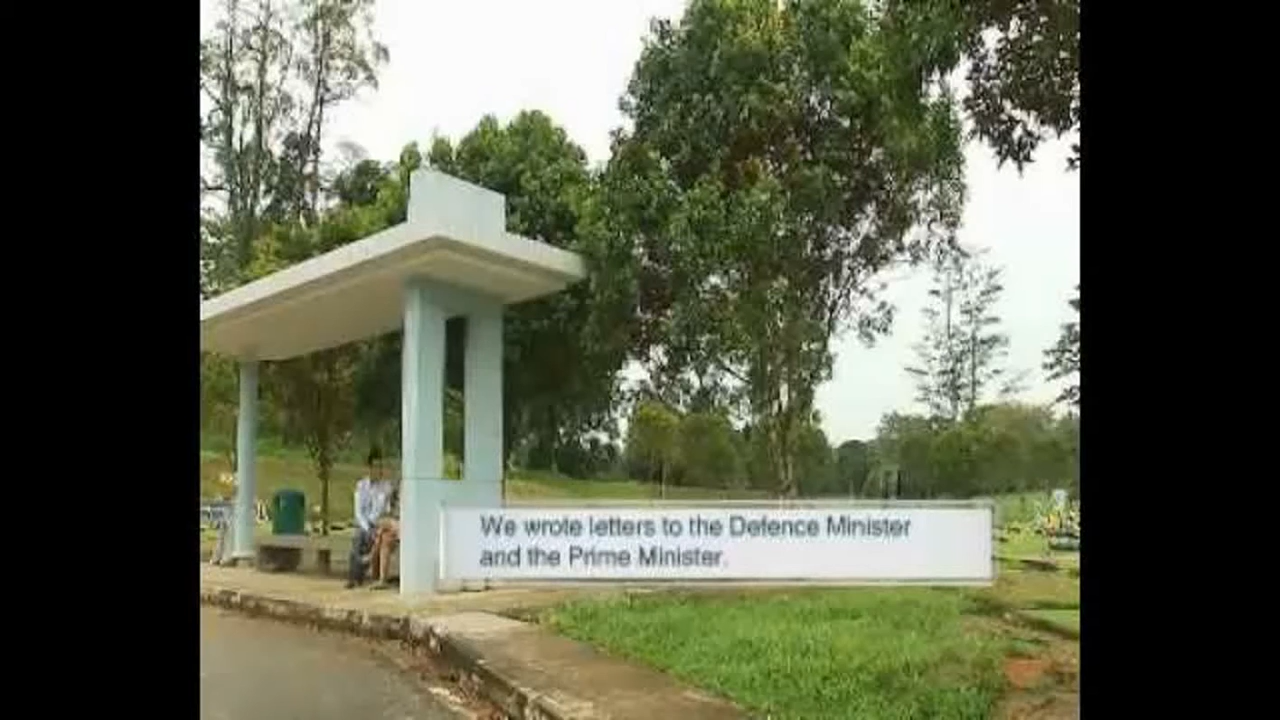 We wrote letters to the Defence Minister
and the Prime Minister.